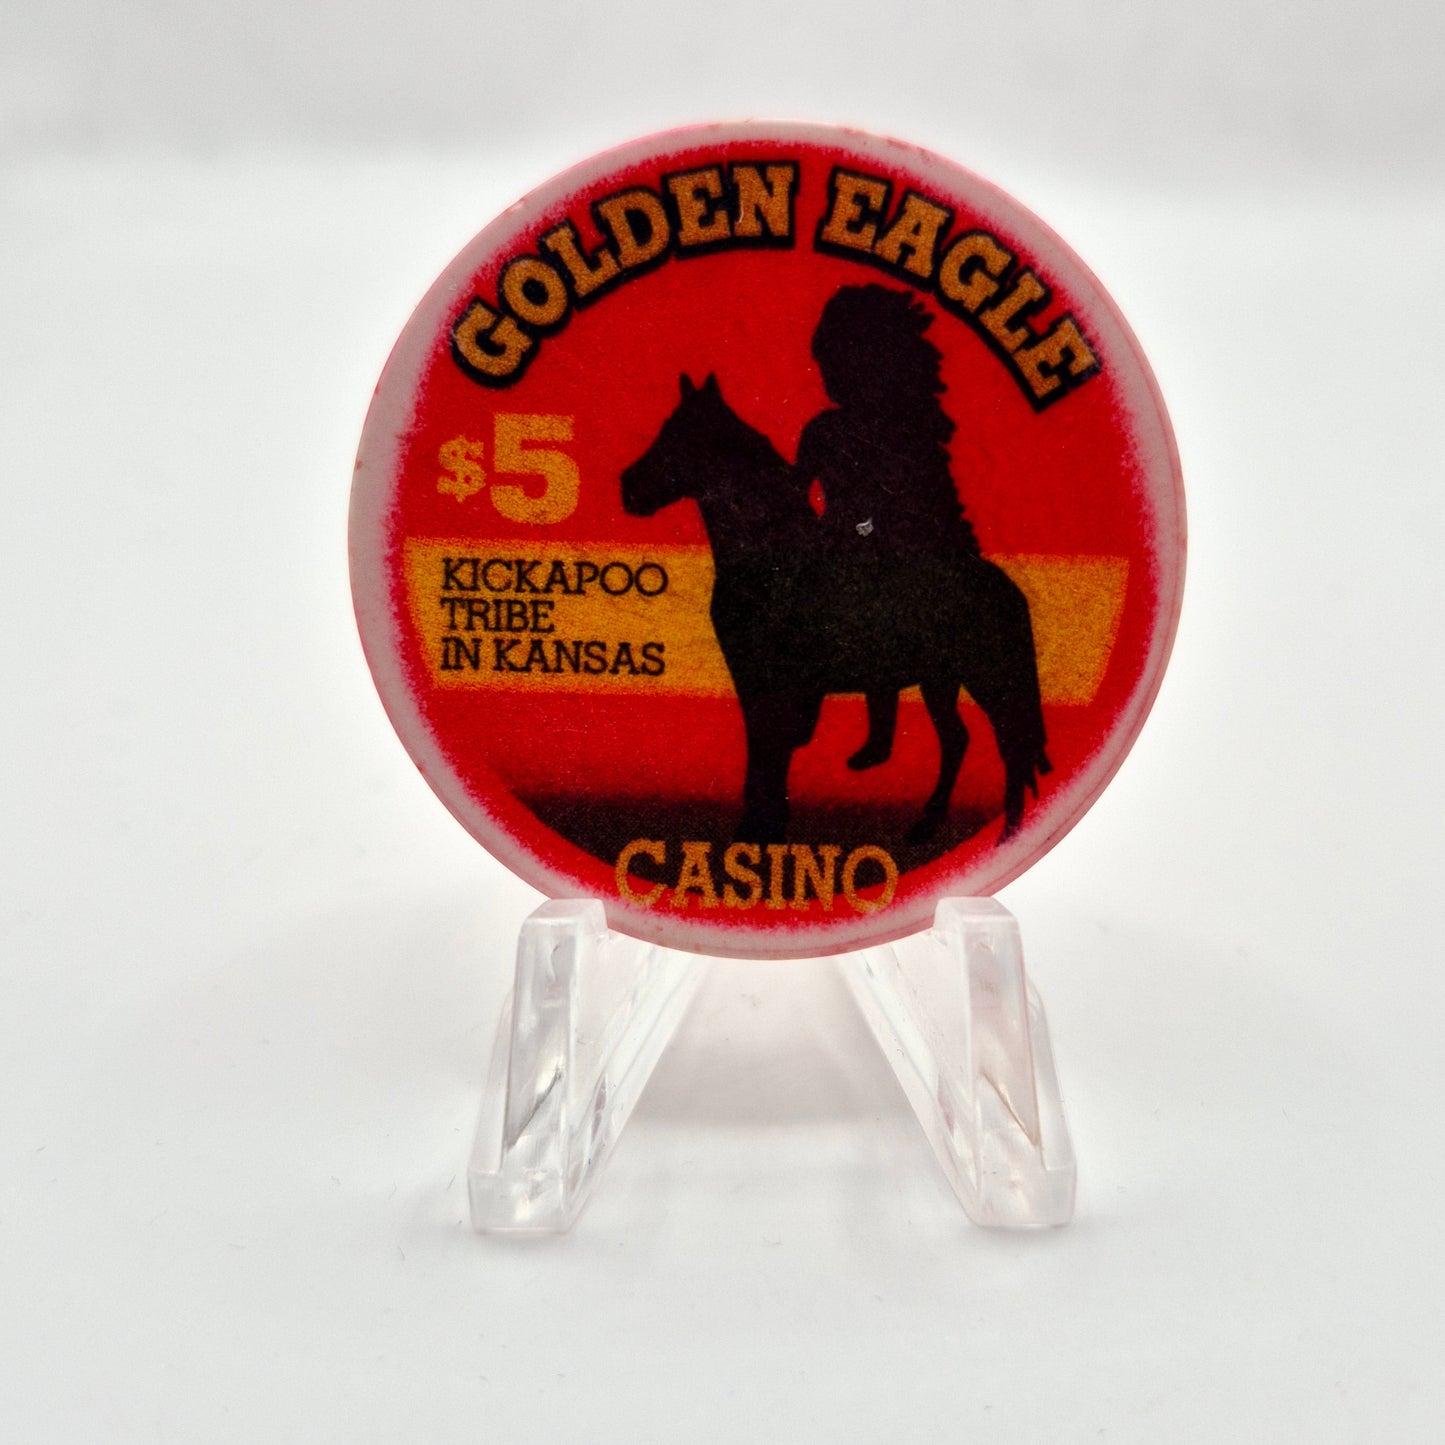 GOLDEN EAGLE
$5
KICKAPOO
TRIBE
IN KANSAS
CASINO